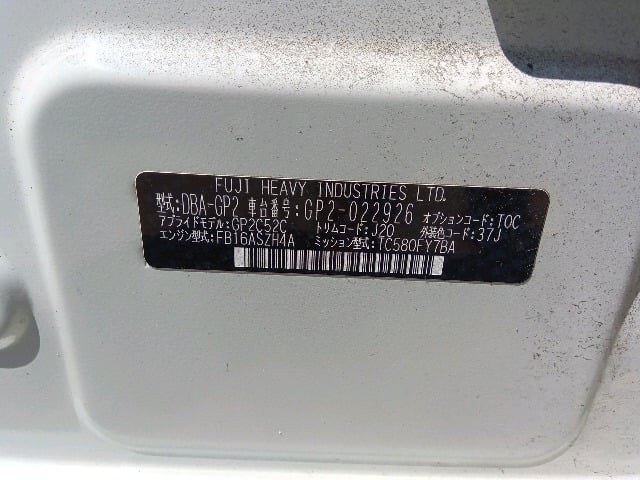 FUJI HEAVY INDUSTRIES LTD.
型式:DBA-GP2 車台番号:GP2-022926 オプションコード:TOC
アプライドモデル:GP2C52C トリムコード:J20 外装色コード:37J
エンジン型式:FB16ASZH4A ミッション型式:TC580FY7BA